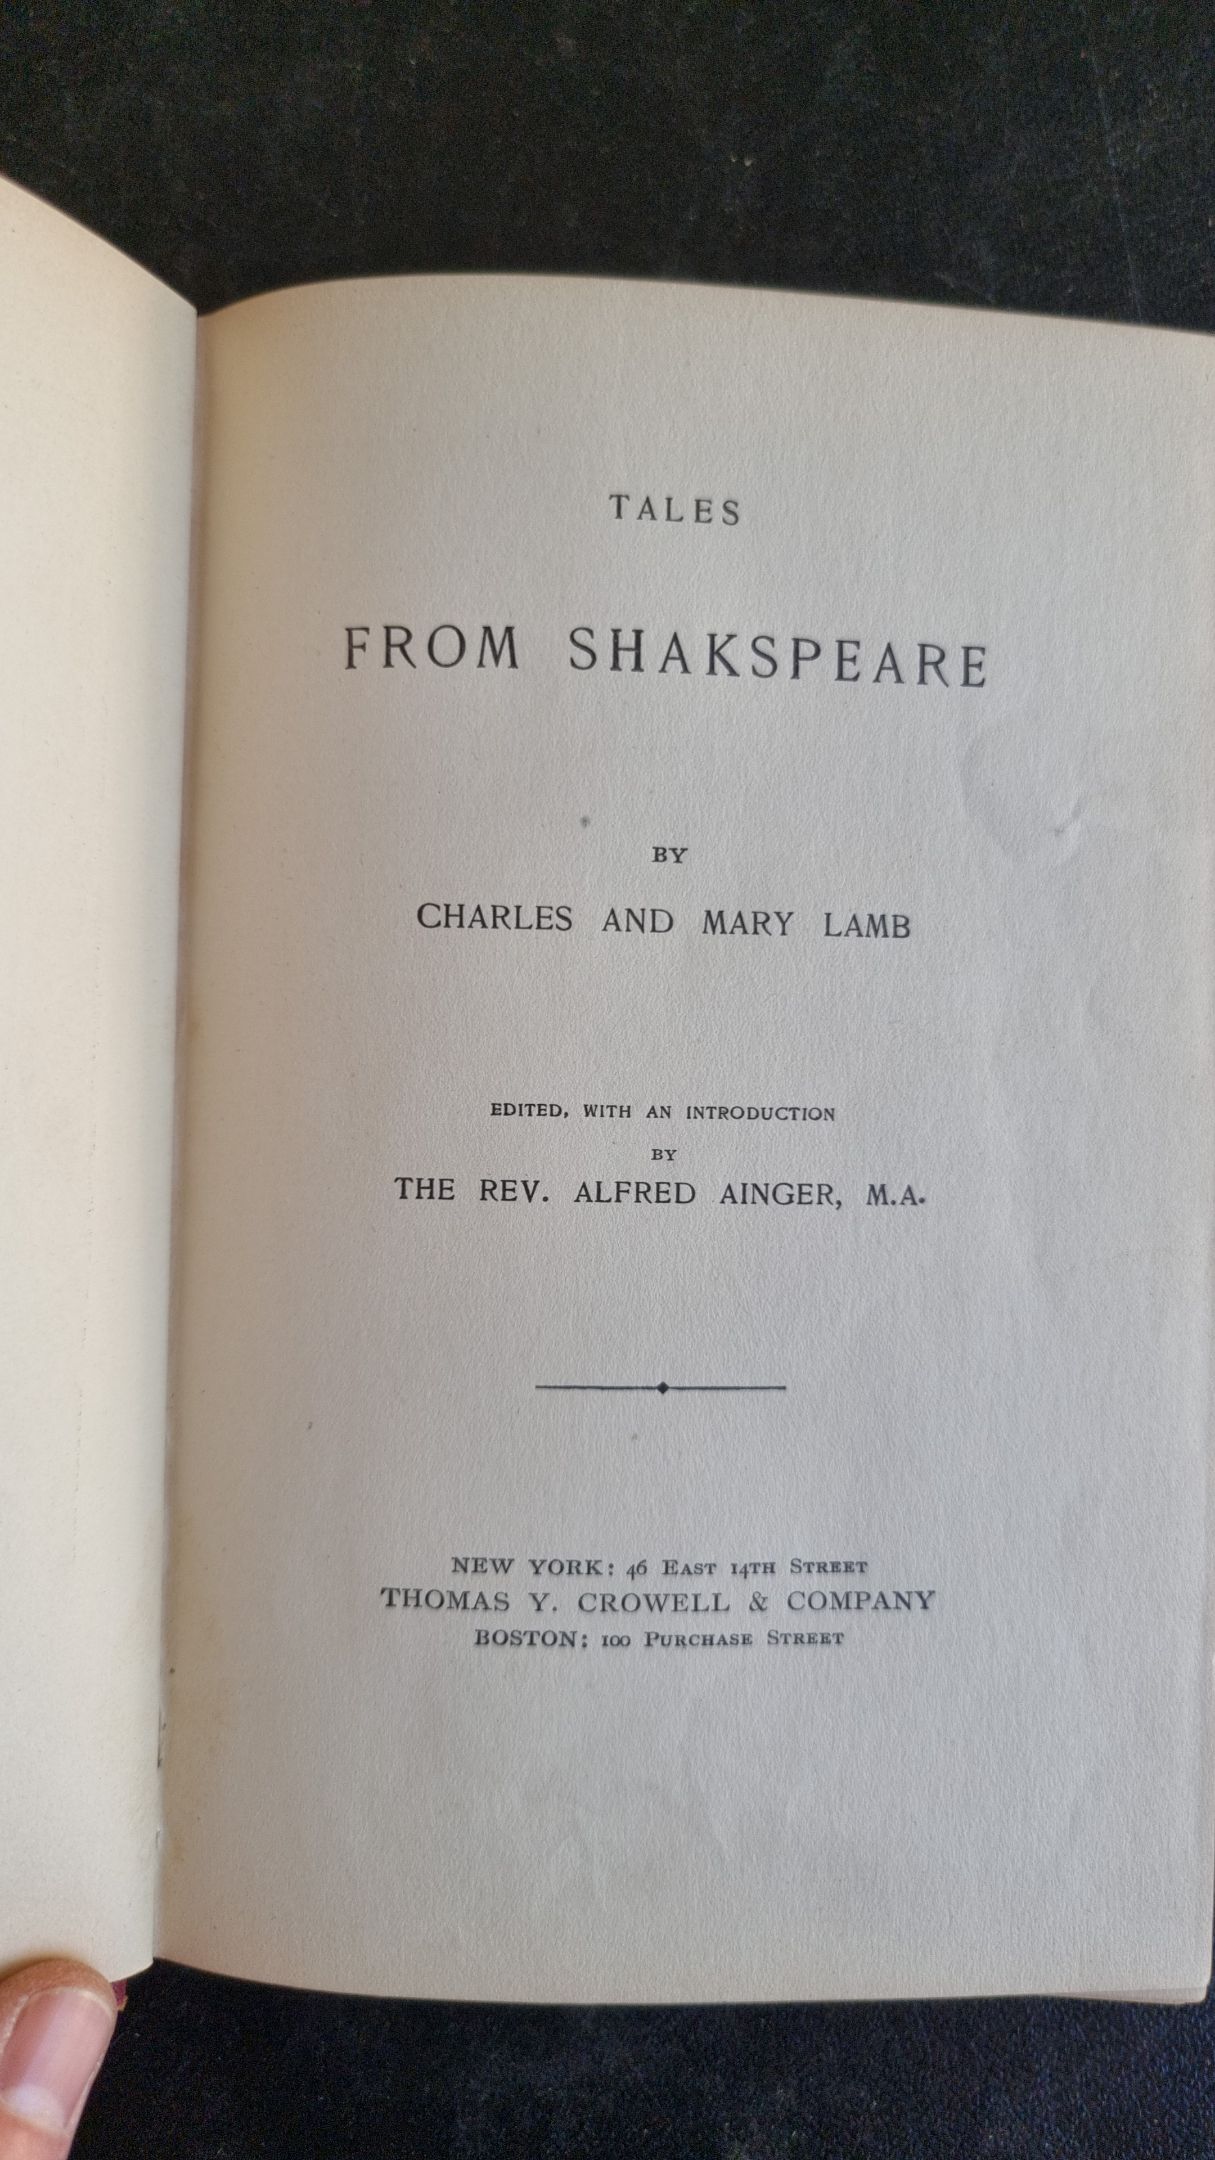 TALES
FROM SHAKSPEARE
BY
CHARLES AND MARY LAMB
EDITED, WITH AN INTRODUCTION
BY
THE REV. ALFRED AINGER, M.A.
NEW YORK: 46 EAST 14TH STREET
THOMAS Y. CROWELL & COMPANY
BOSTON: 100 PURCHASE STREET